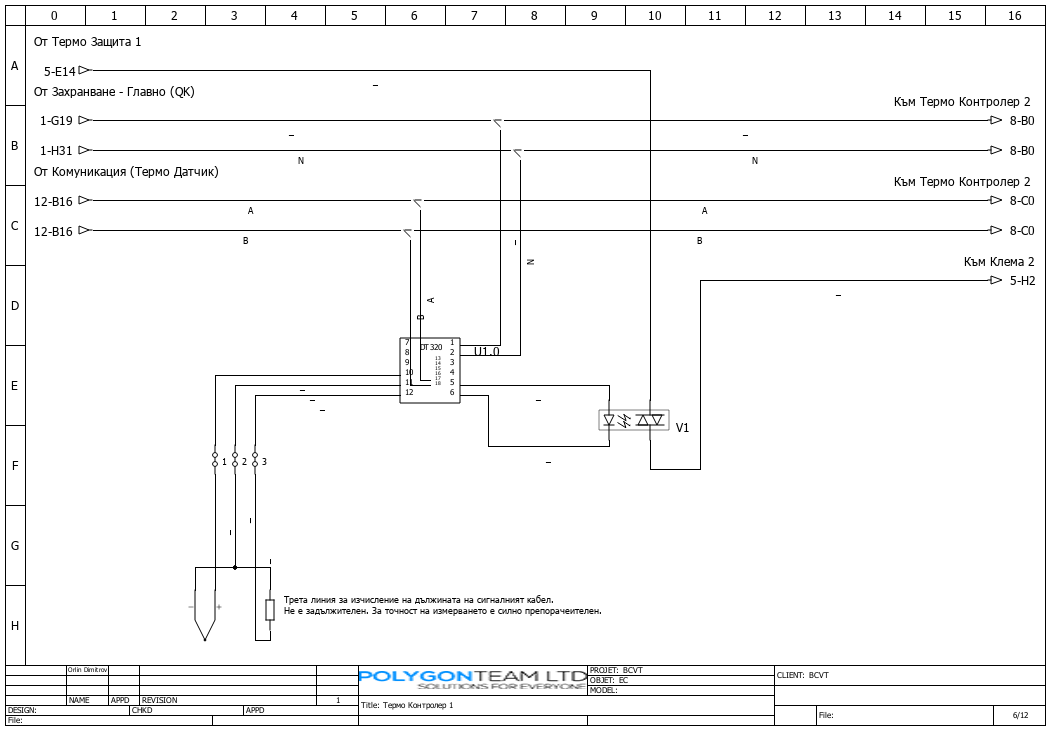 0 1 2 3 4 5 6 7 8 9 10 11 12 13 14 15 16
От Термо Защита 1
A
5-E14
От Захранване - Главно (QK)
Към Термо Контролер 2
1-G19
8-B0
B
1-H31
8-B0
N N
От Комуникация (Термо Датчик)
Към Термо Контролер 2
12-B16
8-C0
A A
C
12-B16
8-C0
B B
Към Клема 2
N
5-H2
D
A
B
7 DT 320 1
8 2 U1.0
9 13 3
14
10 15 4
16
11 17 5
18
12 6
E
V1
F
1 2 3
G
Трета линия за изчисление на дължината на сигналният кабел.
Не е задължителен. За точност на измерването е силно препорачеителен.
- +
H
Orlin Dimitrov
NAME APPD REVISION 1
DESIGN: CHKD APPD
File:
POLYGONTEAM LTD
SOLUTIONS FOR EVERYONE
Title: Термо Контролер 1
PROJET: BCVT
OBJET: EC
MODEL:
CLIENT: BCVT
File: 6/12